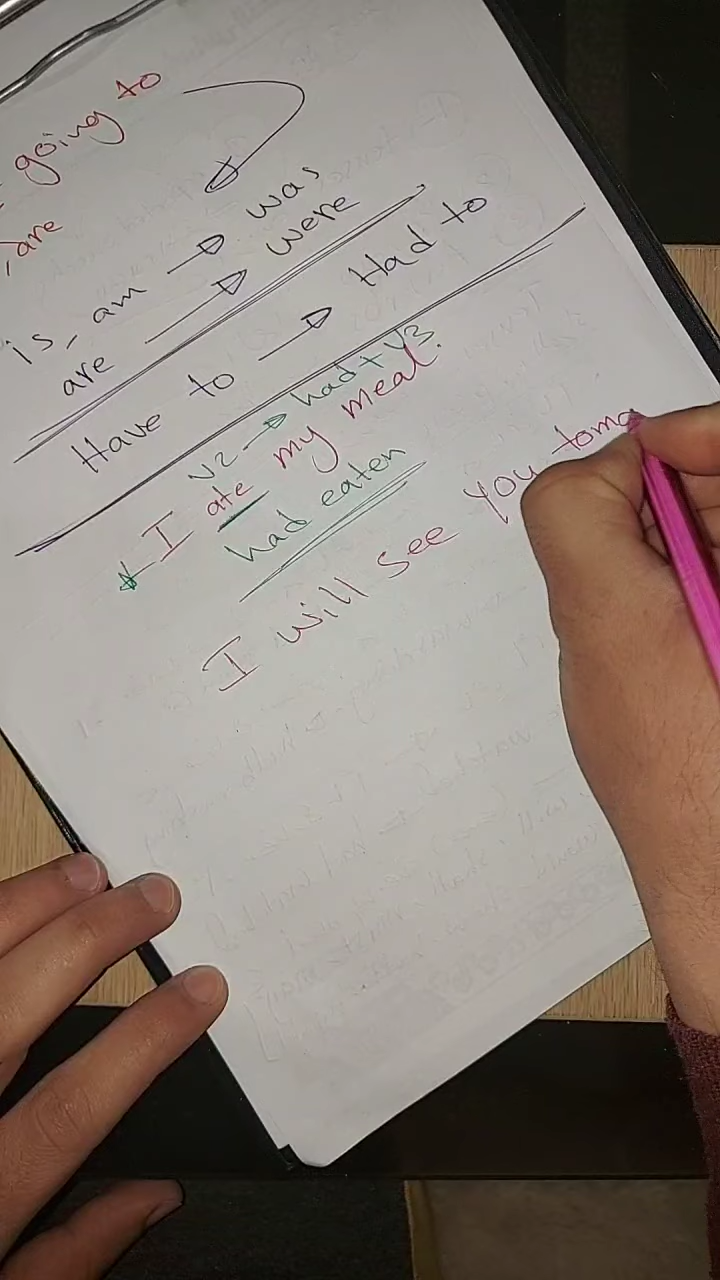 going to
, are
is, am → was
are → were
Have to → Had to
V2 → had + V3
I ate my meal.
had eaten
I will see you tomo